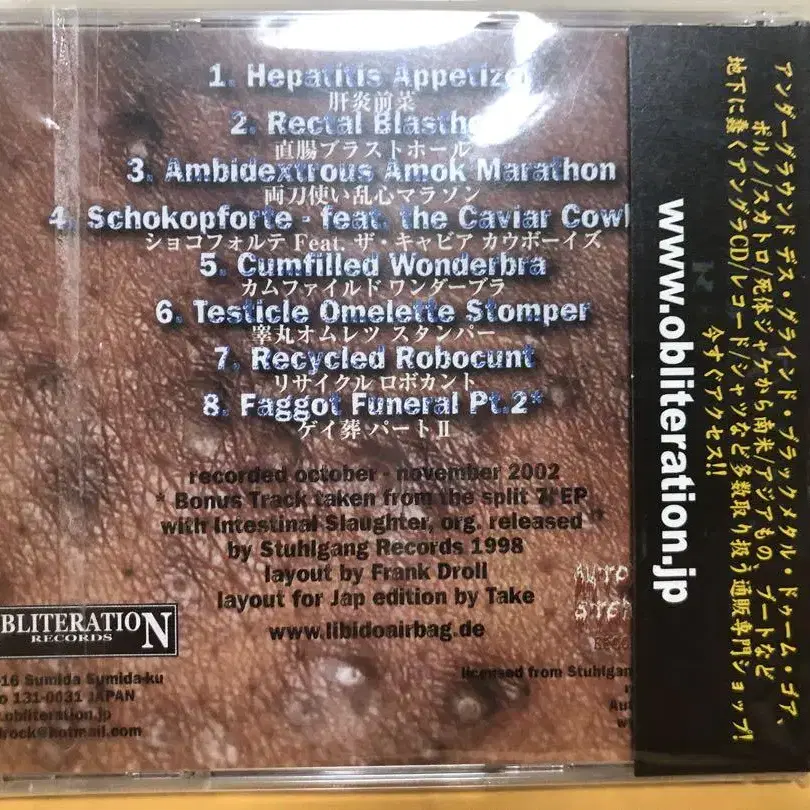 1. Hepatitis Appetizer
肝炎前菜
2. Rectal Blasthole
直腸ブラストホール
3. Ambidextrous Amok Marathon
両刀使い乱心マラソン
4. Schokopforte - feat. the Caviar Cowb
ショコフォルテ Feat. ザ・キャビア カウボーイズ
5. Cumfilled Wonderbra
カムファイルド ワンダーブラ
6. Testicle Omelette Stomper
睾丸オムレツ スタンパー
7. Recycled Robocunt
リサイクル ロボカント
8. Faggot Funeral Pt.2*
ゲイ葬 パートⅡ
recorded october - november 2002
* Bonus Track taken from the split 7"EP
with Intestinal Slaughter, org. released
by Stuhlgang Records 1998
layout by Frank Droll
layout for Jap edition by Take
www.libidoairbag.de
BLITERATION
RECORDS
16 Sumida Sumida-ku
o 131-0031 JAPAN
.obliteration.jp
drock@hotmail.com
licensed from Stuhlg
アンダーグラウンド デス・グラインド・ブラックメタル・ドゥーム・ゴア、
ポルノ/スカトロ/死体ジャケから南米/アジアもの、ブートなど
地下に蠢くアングラCD/レコード/シャツなど多数取り扱う通販専門ショップ!
今すぐアクセス!!
www.obliteration.jp